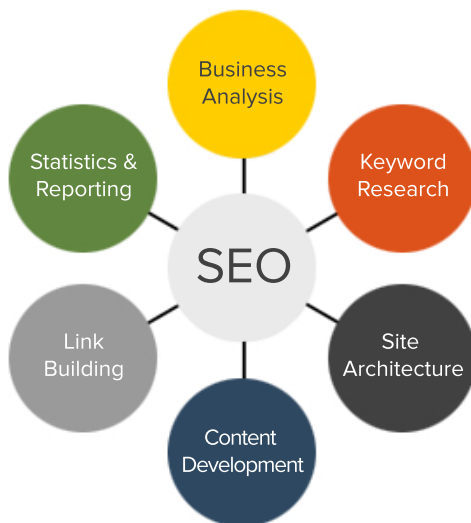 Business
Analysis
Keyword
Research
Site
Architecture
Content
Development
Link
Building
Statistics &
Reporting
SEO